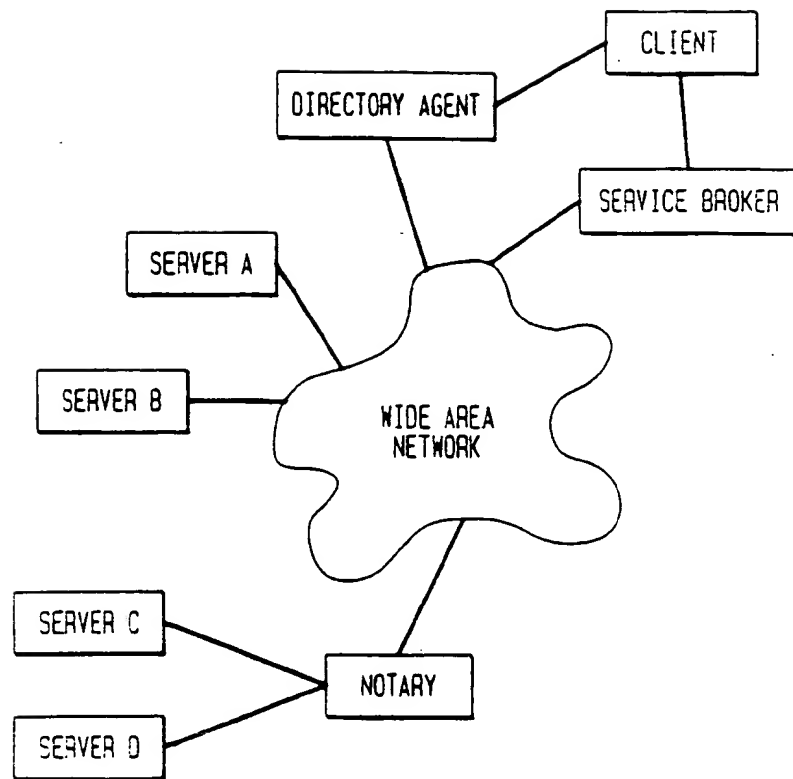 CLIENT
DIRECTORY AGENT
SERVICE BROKER
SERVER A
SERVER B
WIDE AREA
NETWORK
SERVER C
NOTARY
SERVER D